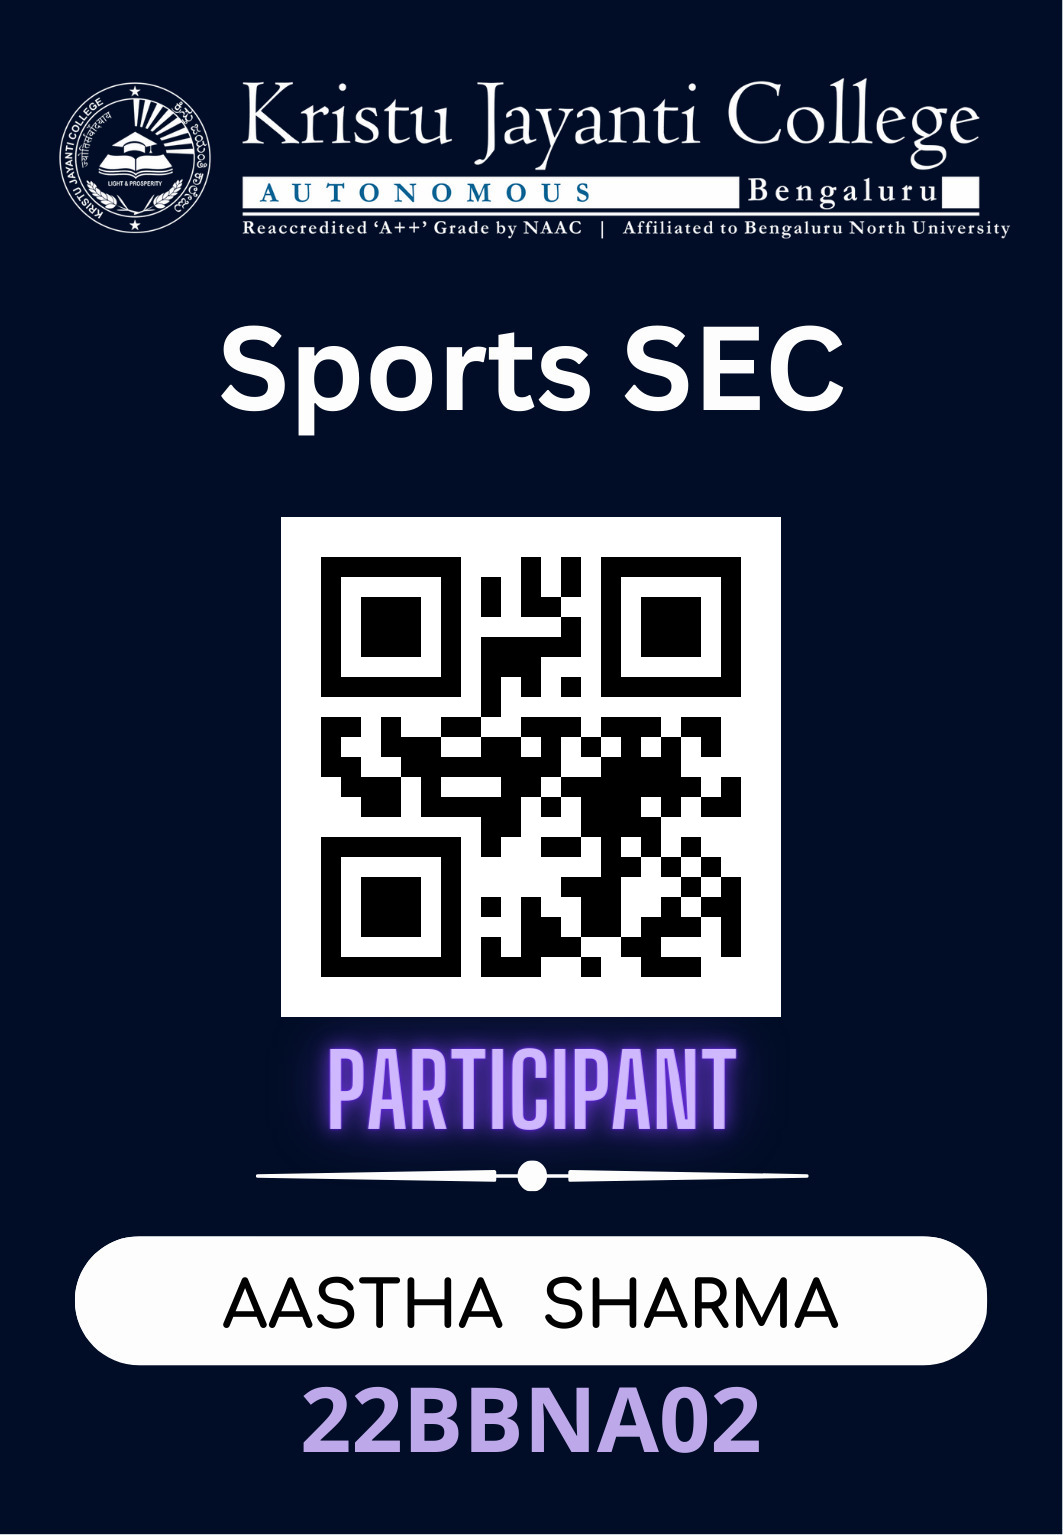 KRISTU JAYANTI COLLEGE
LIGHT & PROSPERITY
Kristu Jayanti College
AUTONOMOUS Bengaluru
Reaccredited ‘A++’ Grade by NAAC | Affiliated to Bengaluru North University
Sports SEC
PARTICIPANT
AASTHA SHARMA
22BBNA02